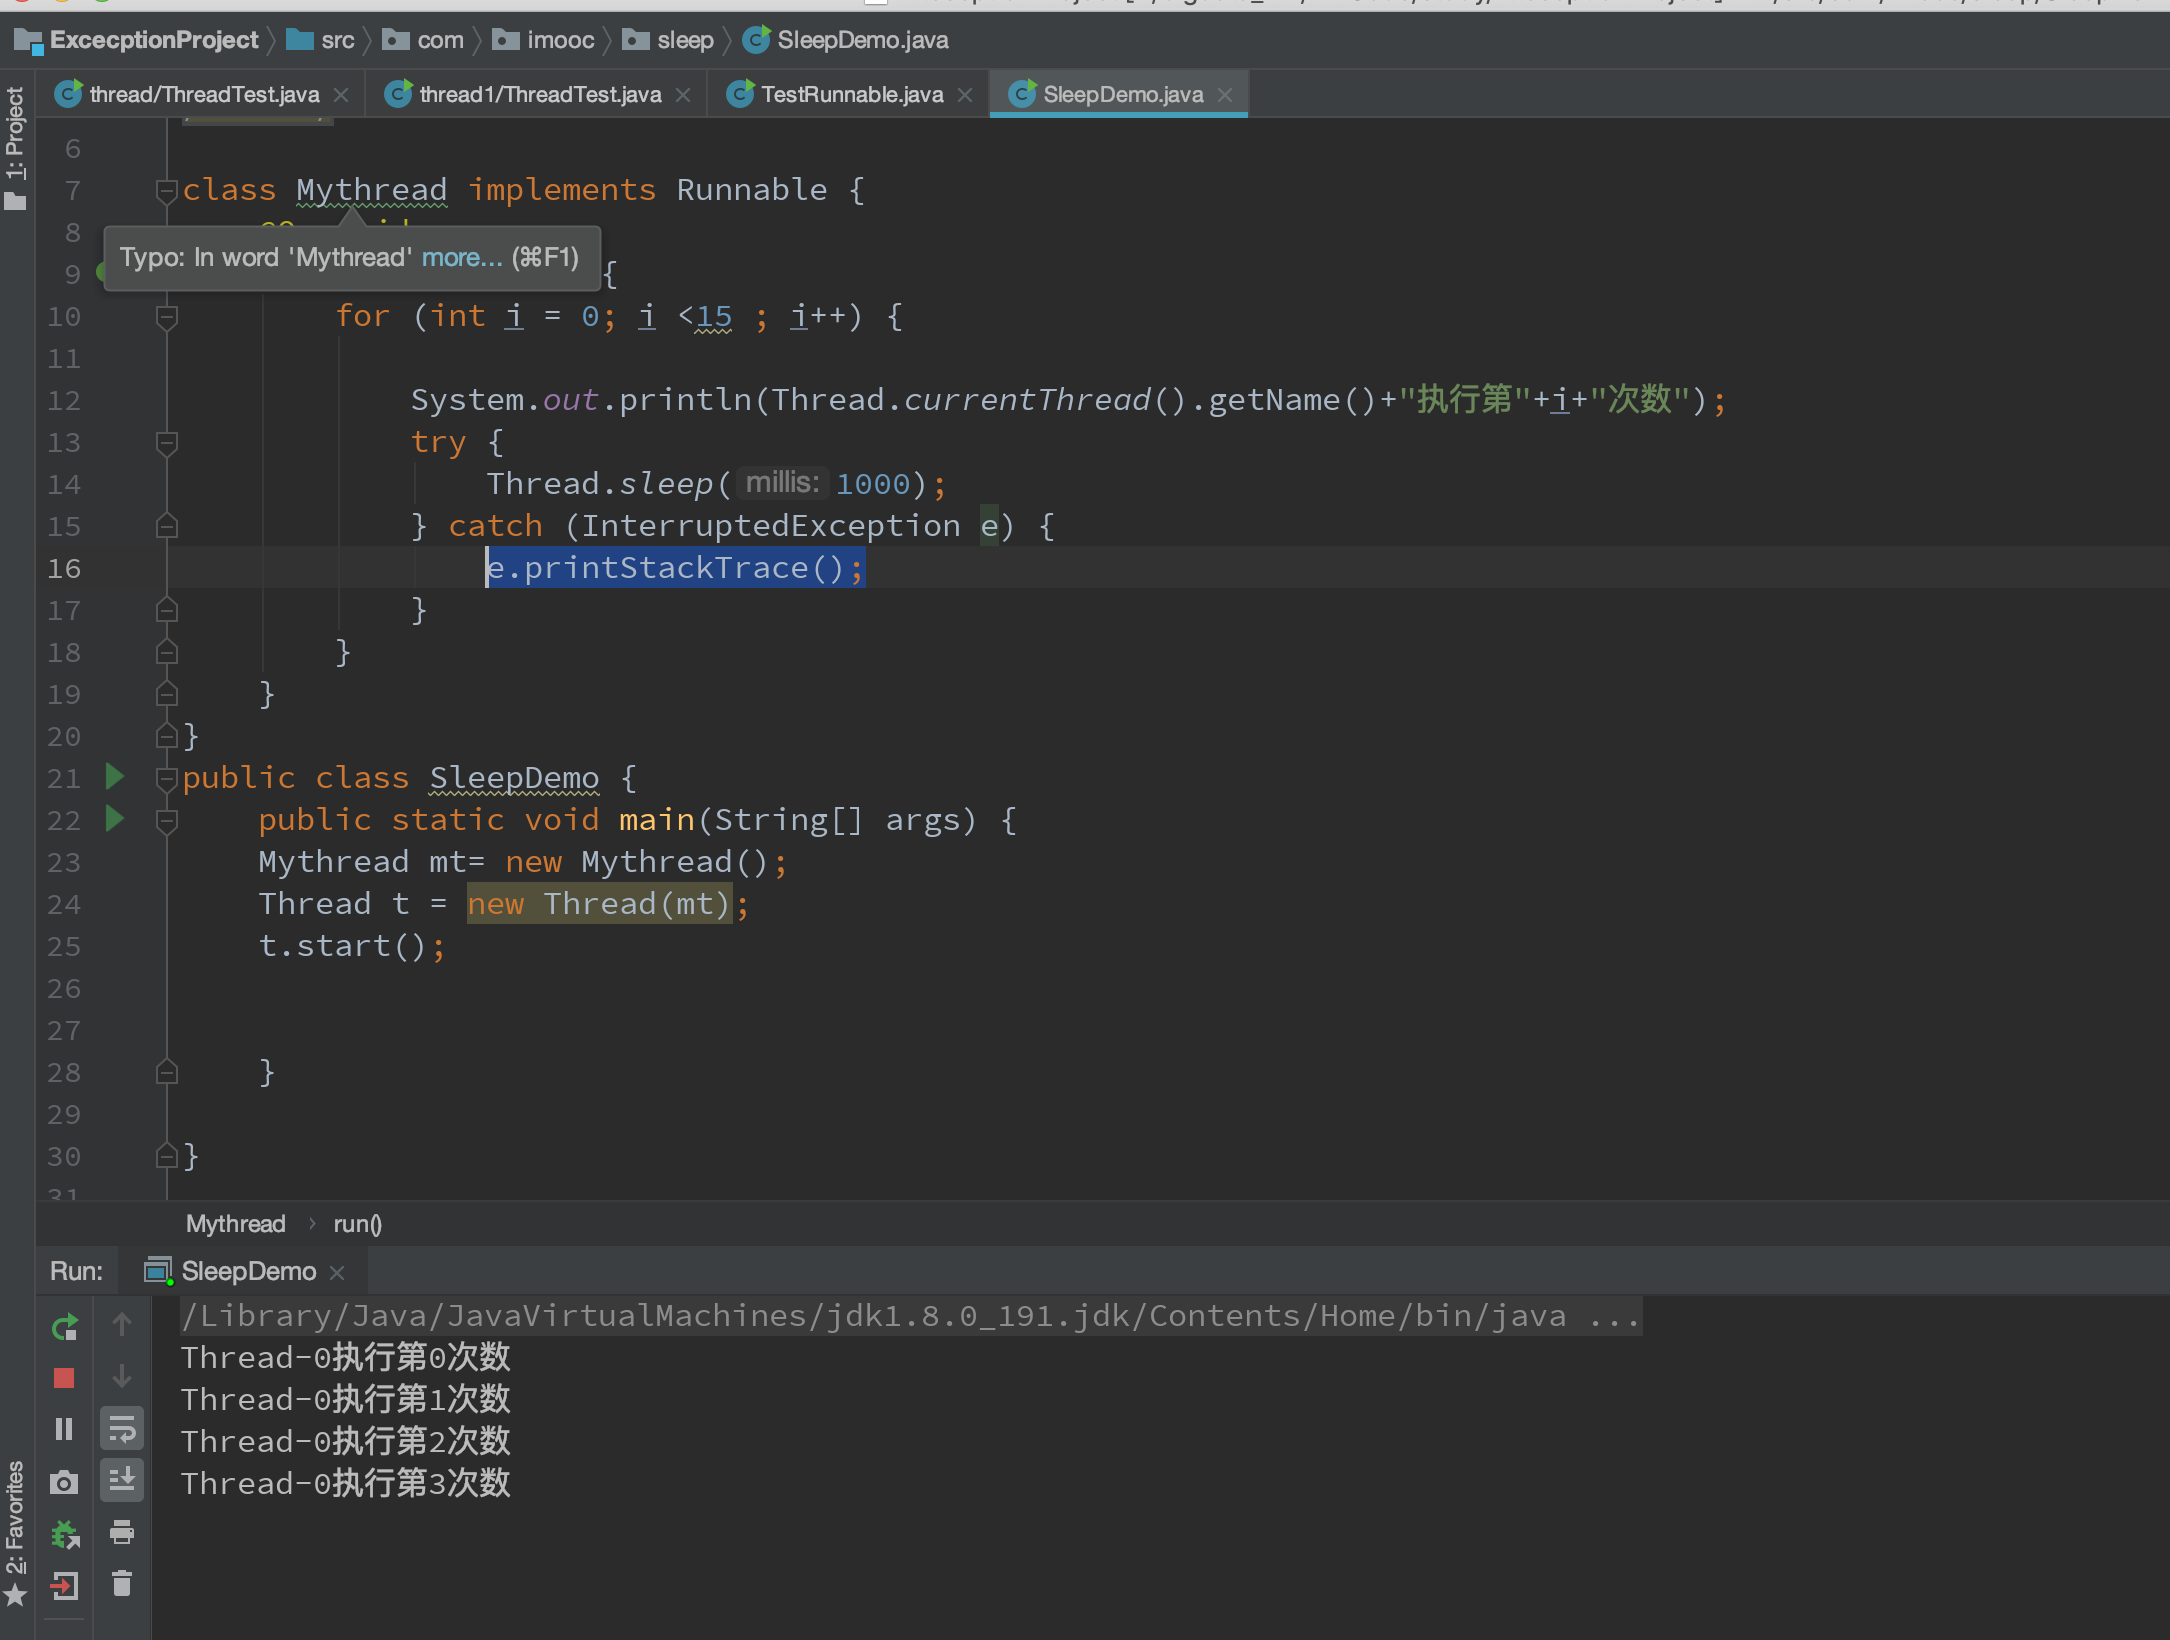 ExcecptionProject src com imooc sleep SleepDemo.java
thread/ThreadTest.java thread1/ThreadTest.java TestRunnable.java SleepDemo.java
1: Project
6
7 class Mythread implements Runnable {
8
Typo: In word 'Mythread' more... (⌘F1)
9 {
10 for (int i = 0; i <15 ; i++) {
11
12 System.out.println(Thread.currentThread().getName()+"执行第"+i+"次数");
13 try {
14 Thread.sleep( millis: 1000);
15 } catch (InterruptedException e) {
16 e.printStackTrace();
17 }
18 }
19 }
20 }
21 public class SleepDemo {
22 public static void main(String[] args) {
23 Mythread mt= new Mythread();
24 Thread t = new Thread(mt);
25 t.start();
26
27
28 }
29
30 }
31
Mythread › run()
Run: SleepDemo
/Library/Java/JavaVirtualMachines/jdk1.8.0_191.jdk/Contents/Home/bin/java ...
Thread-0执行第0次数
Thread-0执行第1次数
Thread-0执行第2次数
Thread-0执行第3次数
2: Favorites